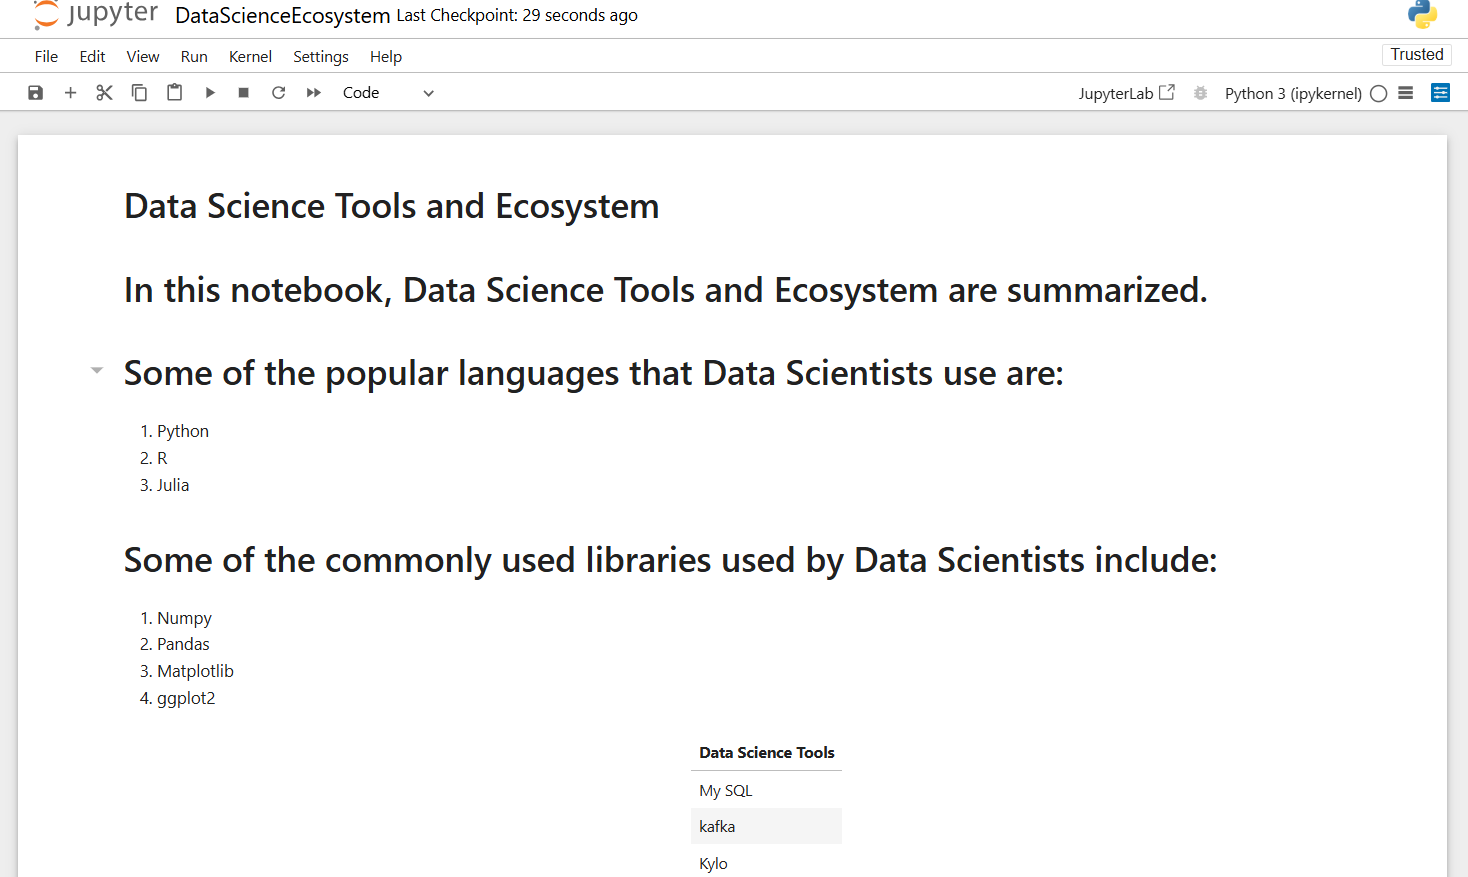 jupyter DataScienceEcosystem Last Checkpoint: 29 seconds ago
File Edit View Run Kernel Settings Help Trusted
Code JupyterLab Python 3 (ipykernel)
Data Science Tools and Ecosystem
In this notebook, Data Science Tools and Ecosystem are summarized.
Some of the popular languages that Data Scientists use are:
1. Python
2. R
3. Julia
Some of the commonly used libraries used by Data Scientists include:
1. Numpy
2. Pandas
3. Matplotlib
4. ggplot2
Data Science Tools
My SQL
kafka
Kylo